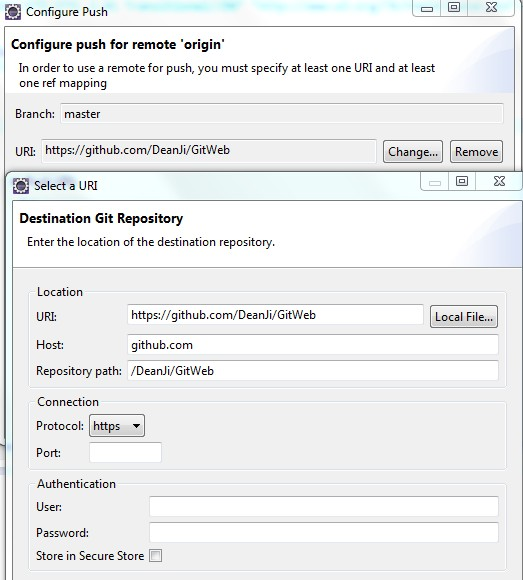 Configure Push
Configure push for remote 'origin'
In order to use a remote for push, you must specify at least one URI and at least
one ref mapping
Branch: master
URI: https://github.com/DeanJi/GitWeb Change... Remove
Select a URI
Destination Git Repository
Enter the location of the destination repository.
Location
URI: https://github.com/DeanJi/GitWeb Local File...
Host: github.com
Repository path: /DeanJi/GitWeb
Connection
Protocol: https
Port:
Authentication
User:
Password:
Store in Secure Store